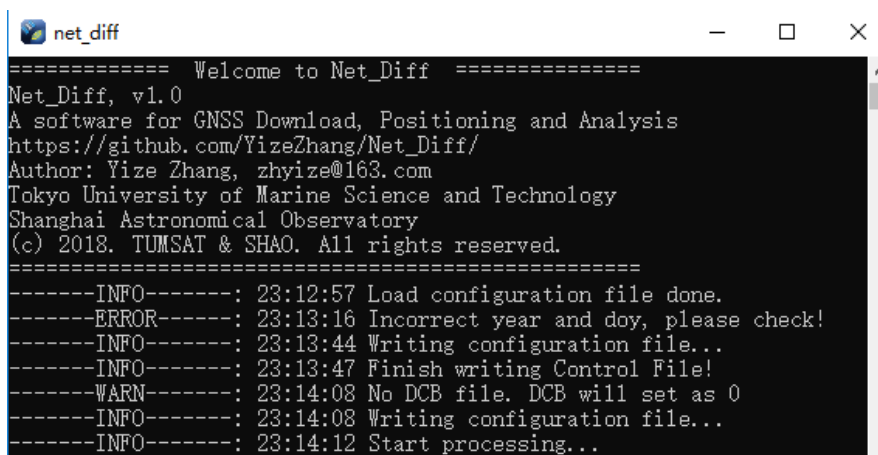 net_diff
=============  Welcome to Net_Diff  ===============
Net_Diff, v1.0
A software for GNSS Download, Positioning and Analysis
https://github.com/YizeZhang/Net_Diff/
Author: Yize Zhang, zhyize@163.com
Tokyo University of Marine Science and Technology
Shanghai Astronomical Observatory
(c) 2018. TUMSAT & SHAO. All rights reserved.
===================================================
-------INFO-------: 23:12:57 Load configuration file done.
-------ERROR------: 23:13:16 Incorrect year and doy, please check!
-------INFO-------: 23:13:44 Writing configuration file...
-------INFO-------: 23:13:47 Finish writing Control File!
-------WARN-------: 23:14:08 No DCB file. DCB will set as 0
-------INFO-------: 23:14:08 Writing configuration file...
-------INFO-------: 23:14:12 Start processing...